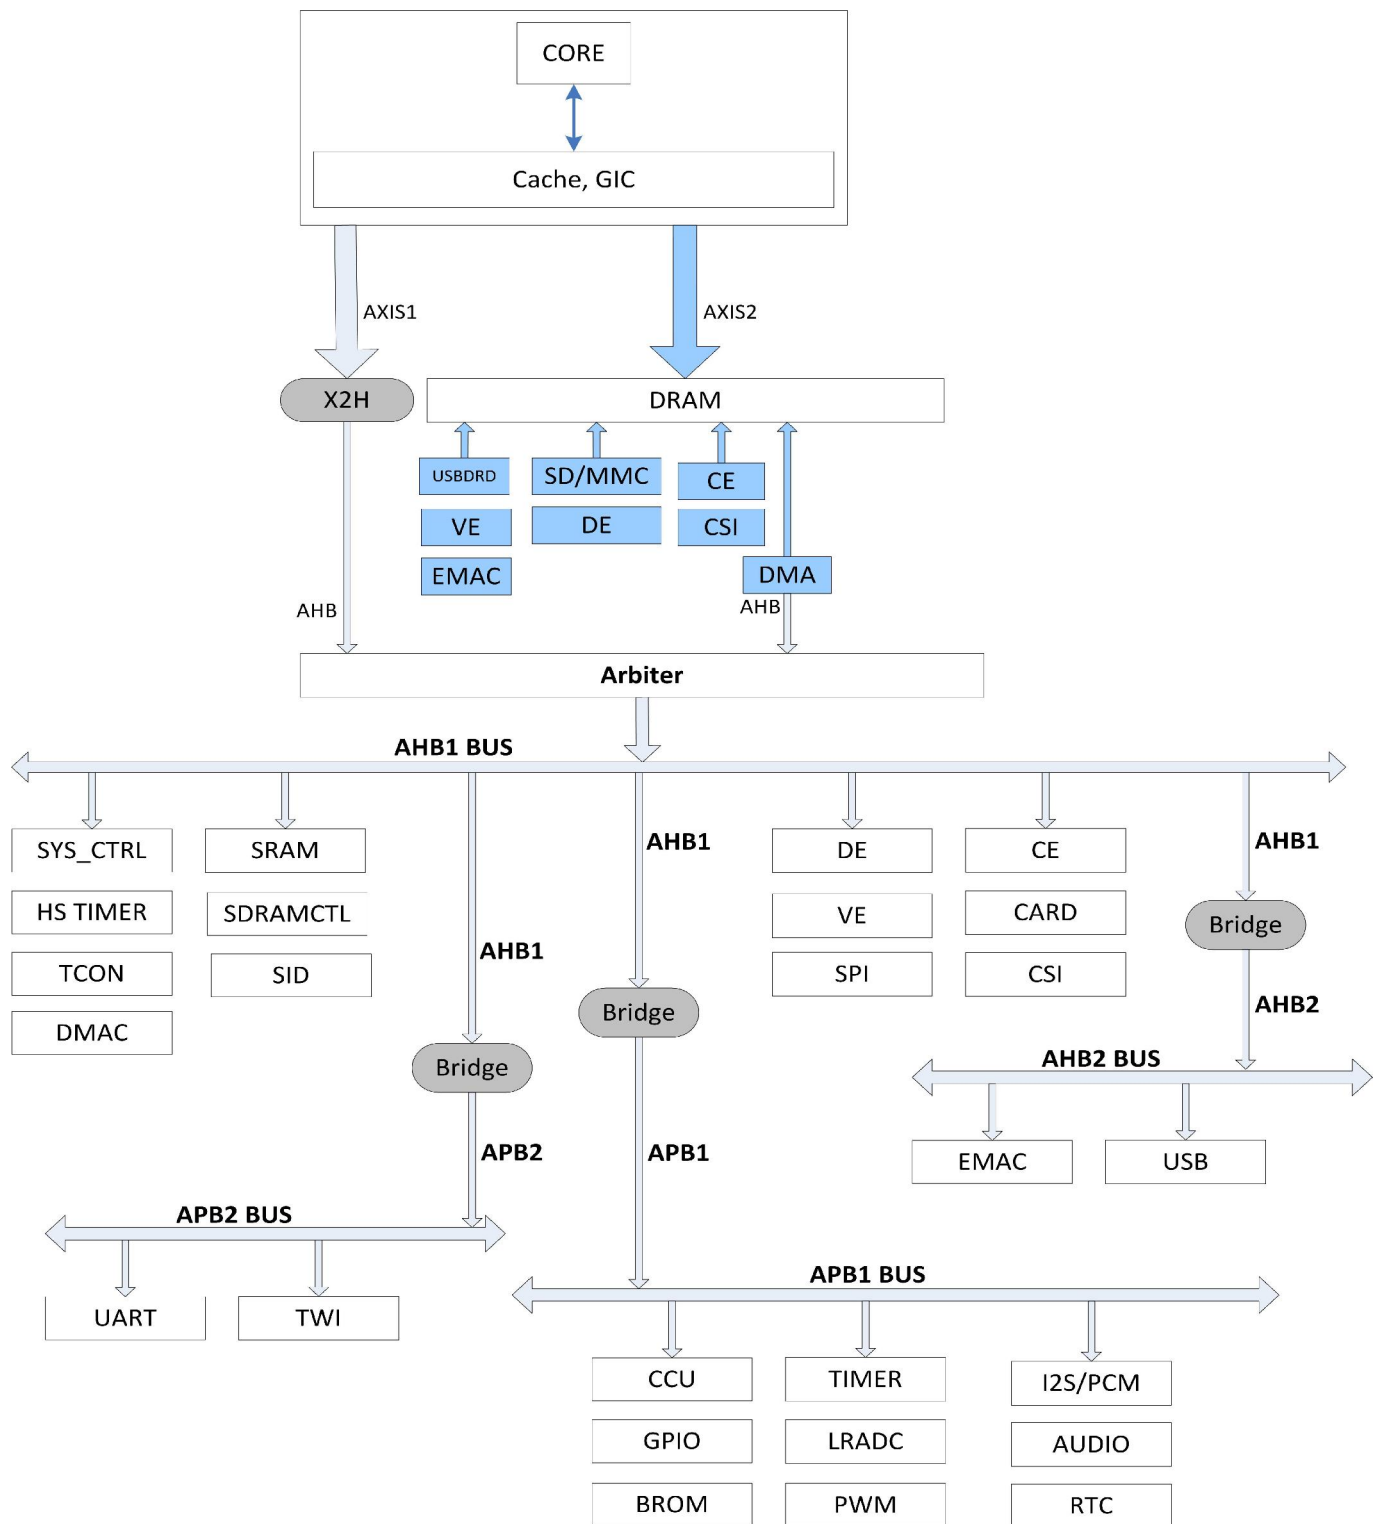 CORE
Cache, GIC
AXIS1
AXIS2
X2H
DRAM
USBDRD
SD/MMC
CE
VE
DE
CSI
EMAC
DMA
AHB
AHB
Arbiter
AHB1 BUS
SYS_CTRL
SRAM
AHB1
DE
CE
AHB1
HS TIMER
SDRAMCTL
VE
CARD
Bridge
AHB1
TCON
SID
SPI
CSI
Bridge
AHB2
DMAC
Bridge
AHB2 BUS
APB2
APB1
EMAC
USB
APB2 BUS
APB1 BUS
UART
TWI
CCU
TIMER
I2S/PCM
GPIO
LRADC
AUDIO
BROM
PWM
RTC